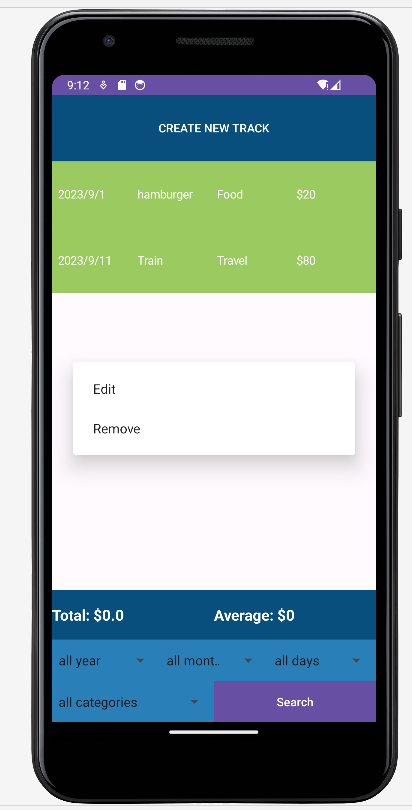 9:12
CREATE NEW TRACK
2023/9/1 hamburger Food $20
2023/9/11 Train Travel $80
Edit
Remove
Total: $0.0 Average: $0
all year all mont.. all days
all categories Search